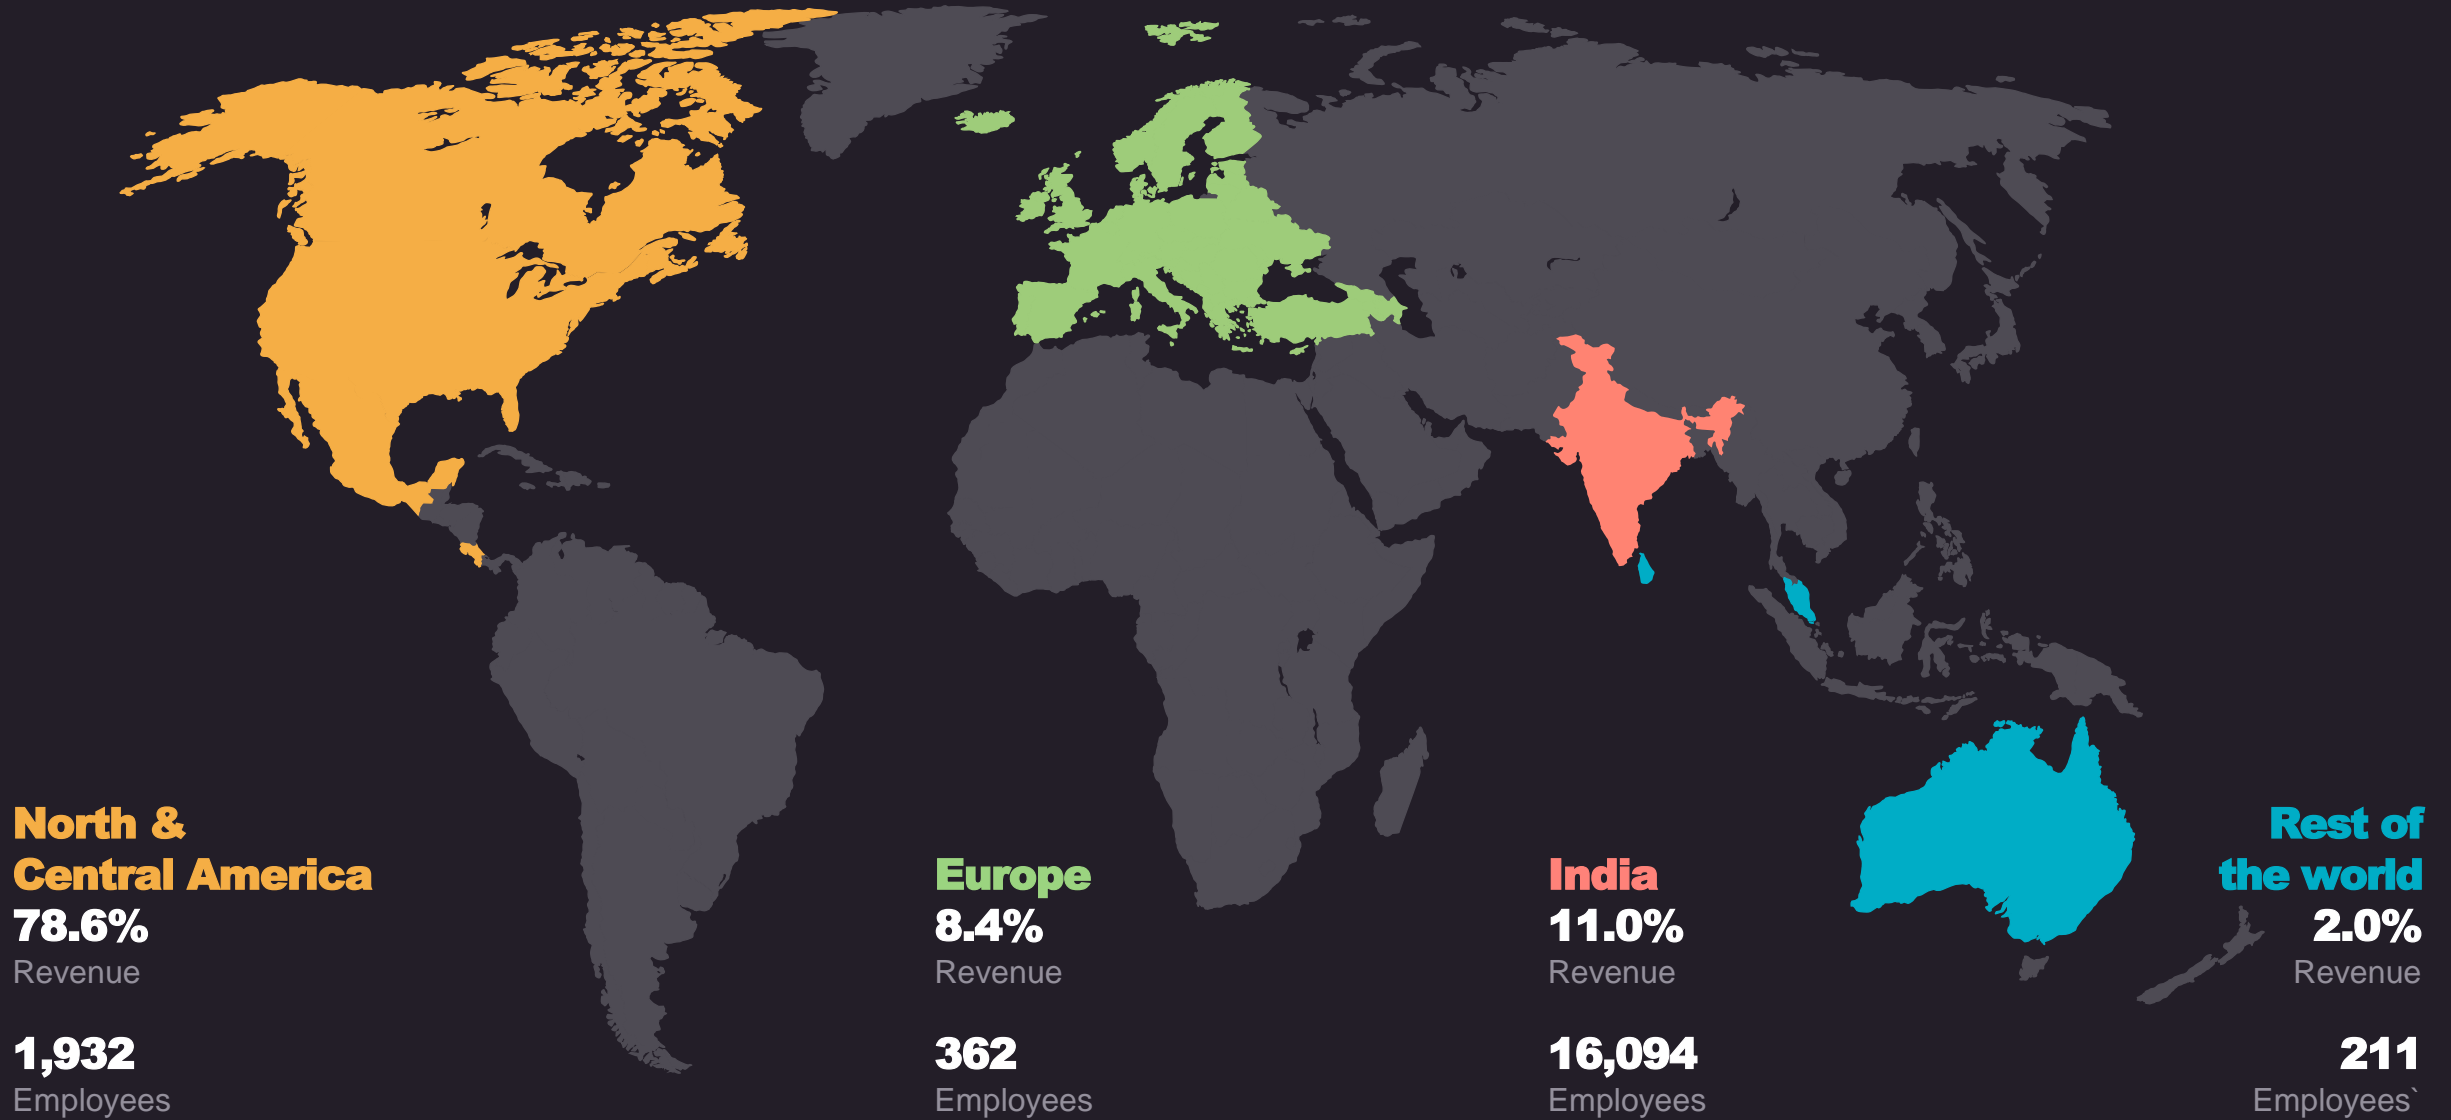 North &
Central America
78.6%
Revenue
1,932
Employees
Europe
8.4%
Revenue
362
Employees
India
11.0%
Revenue
16,094
Employees
Rest of
the world
2.0%
Revenue
211
Employees`